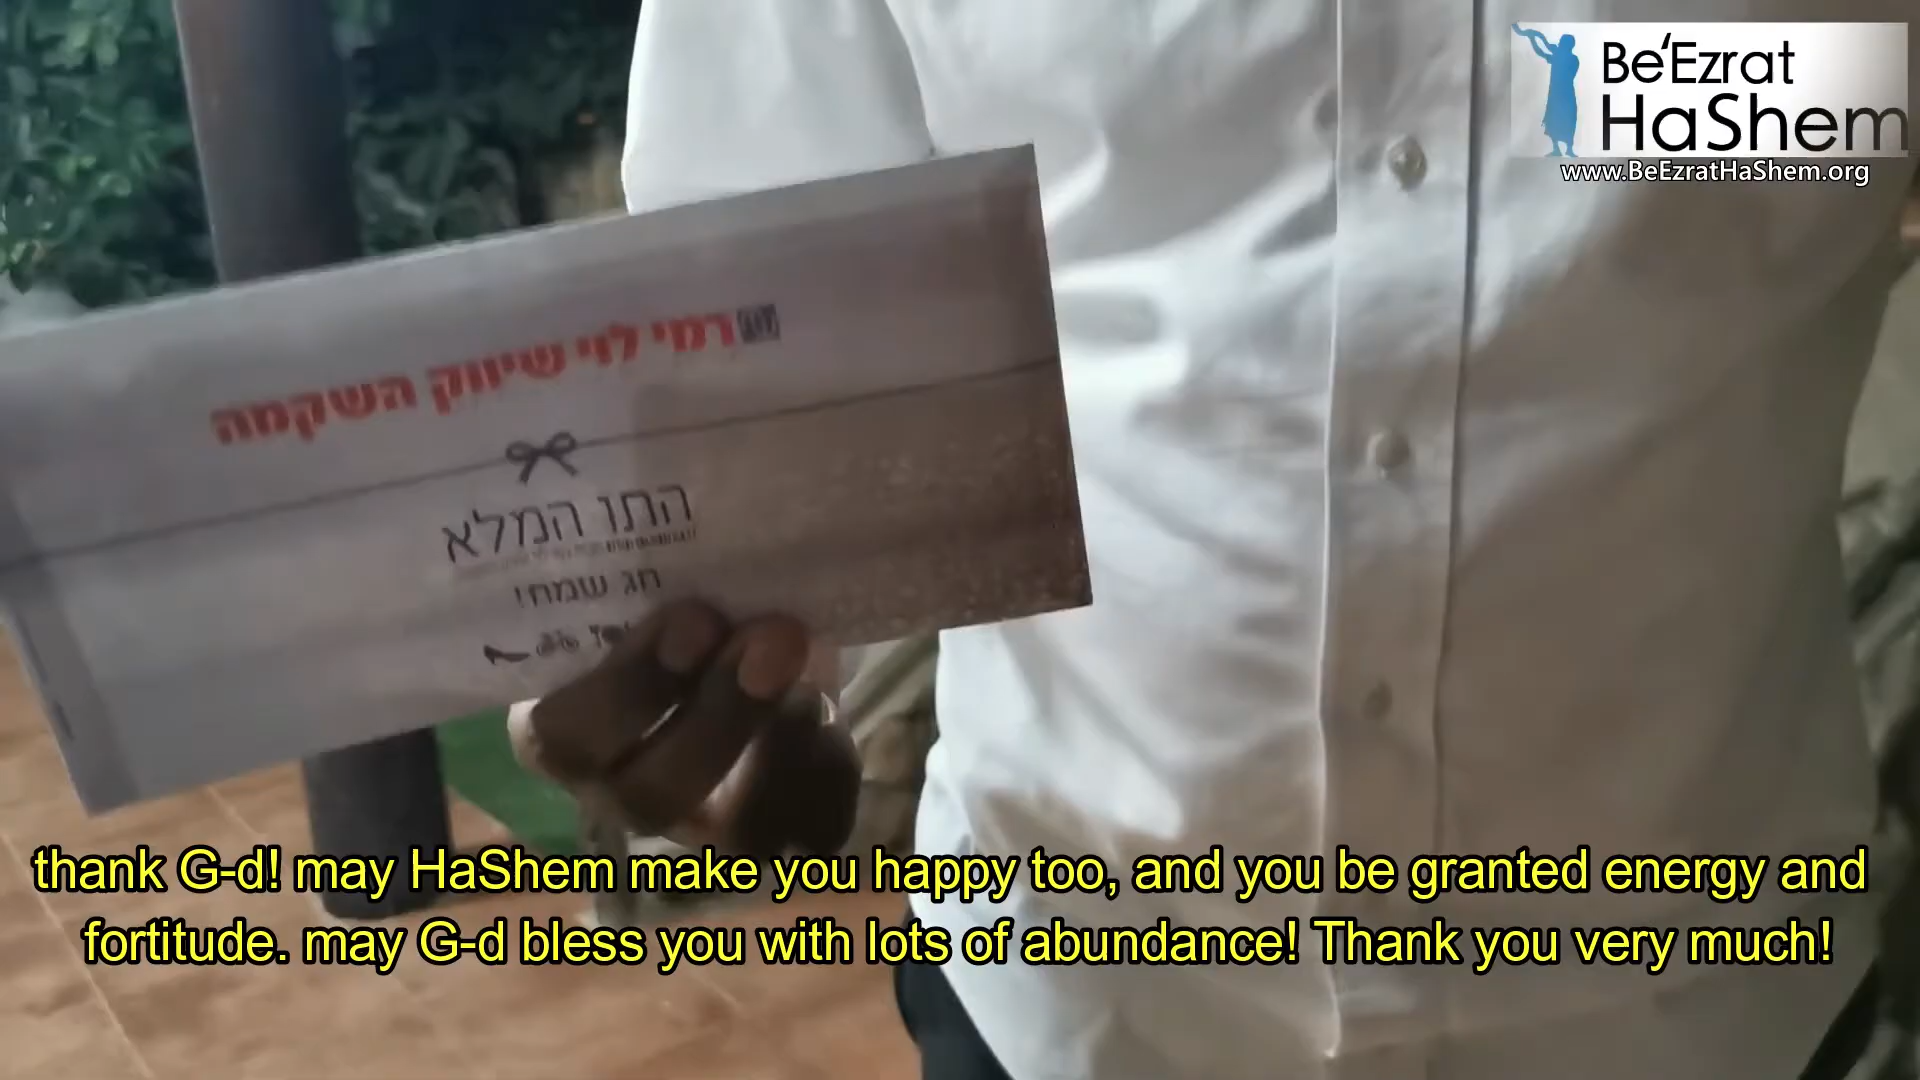 Be'Ezrat
HaShem
www.BeEzratHaShem.org
רמי לוי שיווק השקמה
התו המלא
חג שמח!
thank G-d! may HaShem make you happy too, and you be granted energy and
fortitude. may G-d bless you with lots of abundance! Thank you very much!